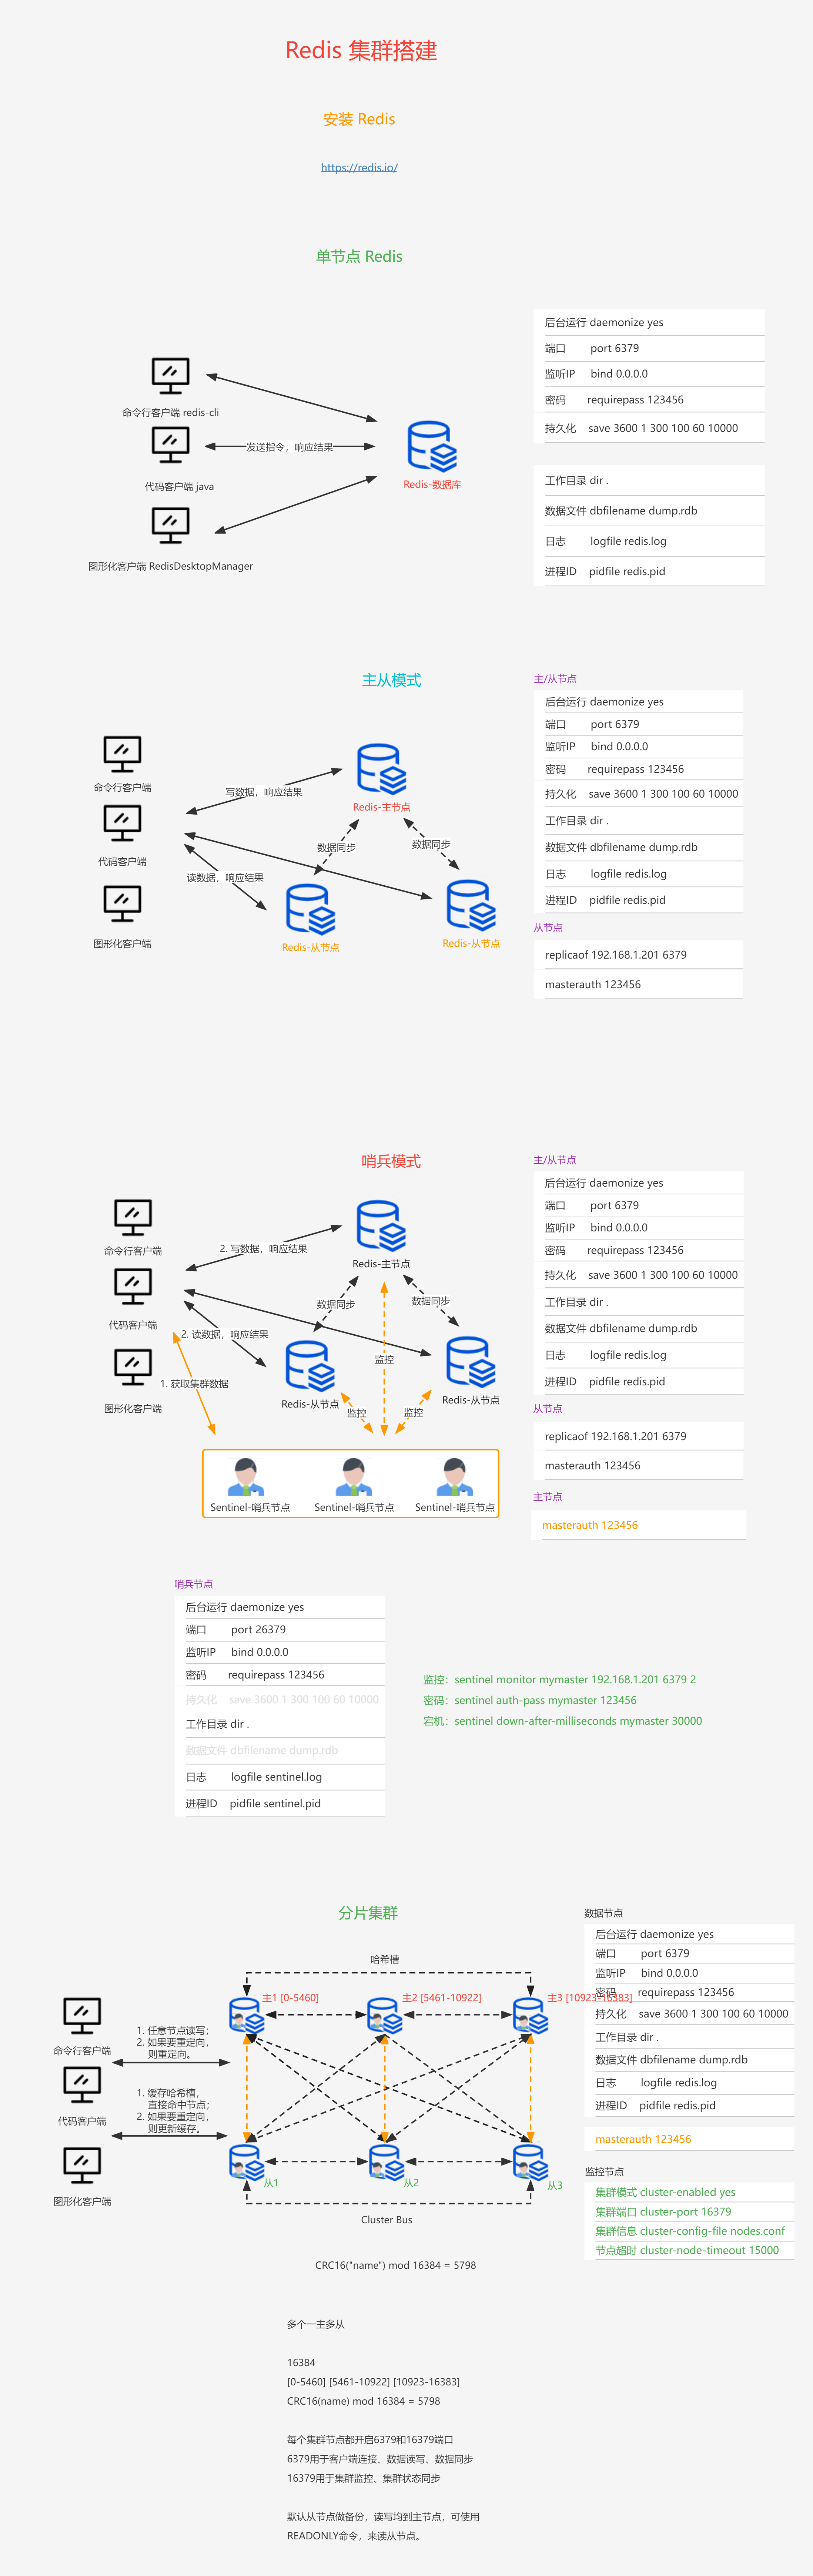 Redis 集群搭建
安装 Redis
https://redis.io/
单节点 Redis
命令行客户端 redis-cli
代码客户端 java
图形化客户端 RedisDesktopManager
发送指令，响应结果
Redis-数据库
后台运行 daemonize yes
端口 port 6379
监听IP bind 0.0.0.0
密码 requirepass 123456
持久化 save 3600 1 300 100 60 10000
工作目录 dir .
数据文件 dbfilename dump.rdb
日志 logfile redis.log
进程ID pidfile redis.pid
主从模式
命令行客户端
代码客户端
图形化客户端
写数据，响应结果
读数据，响应结果
Redis-主节点
数据同步
数据同步
Redis-从节点
Redis-从节点
主/从节点
后台运行 daemonize yes
端口 port 6379
监听IP bind 0.0.0.0
密码 requirepass 123456
持久化 save 3600 1 300 100 60 10000
工作目录 dir .
数据文件 dbfilename dump.rdb
日志 logfile redis.log
进程ID pidfile redis.pid
从节点
replicaof 192.168.1.201 6379
masterauth 123456
哨兵模式
命令行客户端
代码客户端
图形化客户端
2. 写数据，响应结果
2. 读数据，响应结果
1. 获取集群数据
Redis-主节点
数据同步
数据同步
监控
Redis-从节点
Redis-从节点
监控
监控
Sentinel-哨兵节点
Sentinel-哨兵节点
Sentinel-哨兵节点
主/从节点
后台运行 daemonize yes
端口 port 6379
监听IP bind 0.0.0.0
密码 requirepass 123456
持久化 save 3600 1 300 100 60 10000
工作目录 dir .
数据文件 dbfilename dump.rdb
日志 logfile redis.log
进程ID pidfile redis.pid
从节点
replicaof 192.168.1.201 6379
masterauth 123456
主节点
masterauth 123456
哨兵节点
后台运行 daemonize yes
端口 port 26379
监听IP bind 0.0.0.0
密码 requirepass 123456
持久化 save 3600 1 300 100 60 10000
工作目录 dir .
数据文件 dbfilename dump.rdb
日志 logfile sentinel.log
进程ID pidfile sentinel.pid
监控：sentinel monitor mymaster 192.168.1.201 6379 2
密码：sentinel auth-pass mymaster 123456
宕机：sentinel down-after-milliseconds mymaster 30000
分片集群
哈希槽
主1 [0-5460]
主2 [5461-10922]
主3 [10923-16383]
命令行客户端
代码客户端
图形化客户端
1. 任意节点读写；
2. 如果要重定向，
则重定向。
1. 缓存哈希槽，
直接命中节点；
2. 如果要重定向，
则更新缓存。
从1
从2
从3
Cluster Bus
CRC16("name") mod 16384 = 5798
数据节点
后台运行 daemonize yes
端口 port 6379
监听IP bind 0.0.0.0
密码 requirepass 123456
持久化 save 3600 1 300 100 60 10000
工作目录 dir .
数据文件 dbfilename dump.rdb
日志 logfile redis.log
进程ID pidfile redis.pid
masterauth 123456
监控节点
集群模式 cluster-enabled yes
集群端口 cluster-port 16379
集群信息 cluster-config-file nodes.conf
节点超时 cluster-node-timeout 15000
多个一主多从
16384
[0-5460] [5461-10922] [10923-16383]
CRC16(name) mod 16384 = 5798
每个集群节点都开启6379和16379端口
6379用于客户端连接、数据读写、数据同步
16379用于集群监控、集群状态同步
默认从节点做备份，读写均到主节点，可使用
READONLY命令，来读从节点。